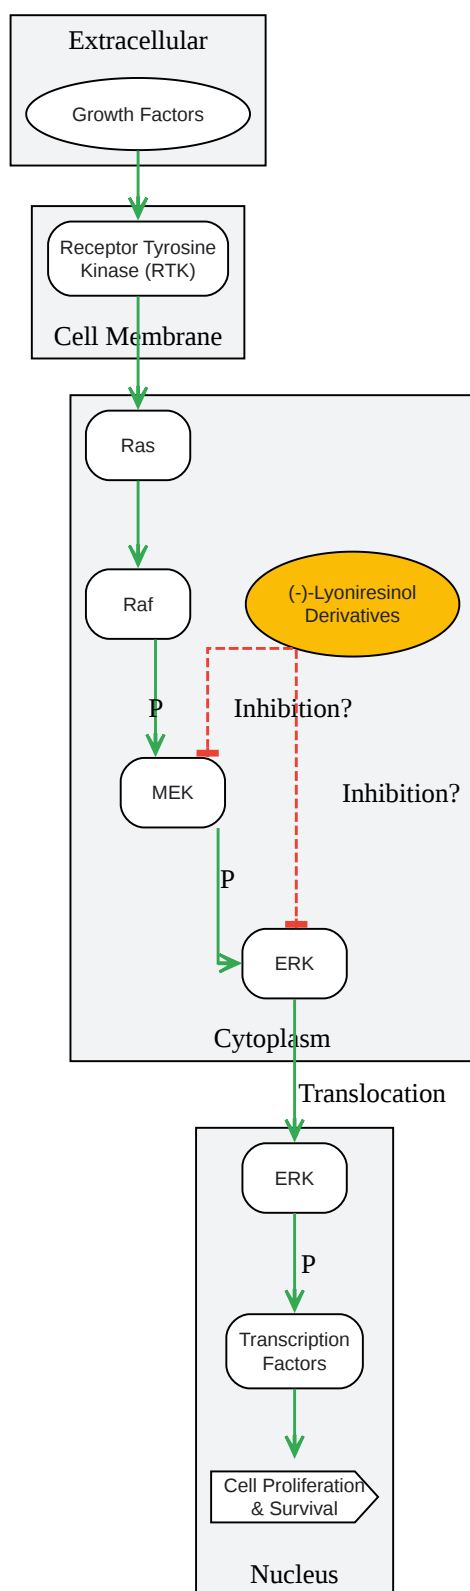 Extracellular
Growth Factors
Receptor Tyrosine
Kinase (RTK)
Cell Membrane
Ras
Raf
(-)-Lyoniresinol
Derivatives
P
Inhibition?
MEK
Inhibition?
P
ERK
Cytoplasm
Translocation
ERK
P
Transcription
Factors
Cell Proliferation
& Survival
Nucleus